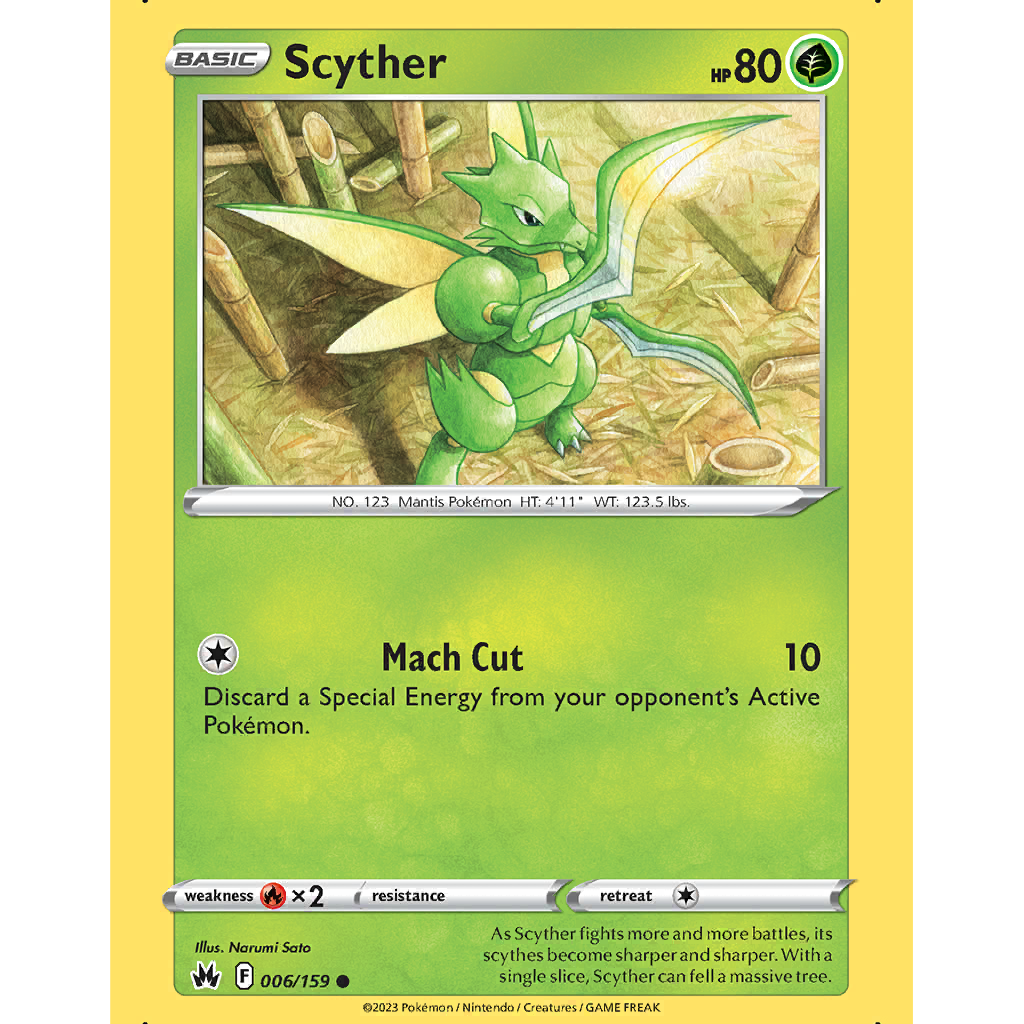 BASIC Scyther HP 80
NO. 123 Mantis Pokémon HT: 4'11" WT: 123.5 lbs.
Mach Cut 10
Discard a Special Energy from your opponent's Active
Pokémon.
weakness ×2 resistance retreat
As Scyther fights more and more battles, its
scythes become sharper and sharper. With a
single slice, Scyther can fell a massive tree.
Illus. Narumi Sato
F 006/159
©2023 Pokémon / Nintendo / Creatures / GAME FREAK